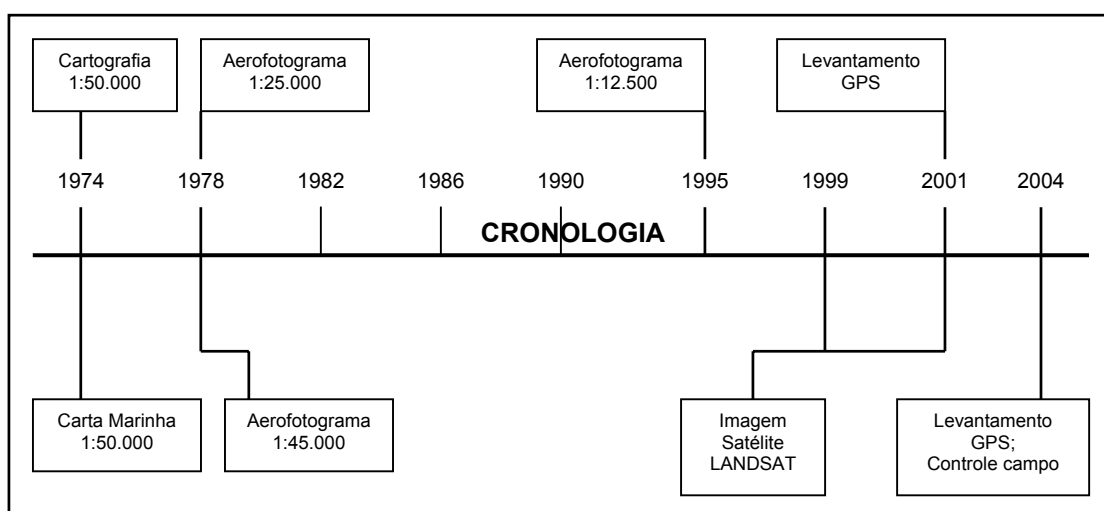 Cartografia
1:50.000
Aerofotograma
1:25.000
Aerofotograma
1:12.500
Levantamento
GPS
1974
1978
1982
1986
1990
1995
1999
2001
2004
CRONOLOGIA
Carta Marinha
1:50.000
Aerofotograma
1:45.000
Imagem
Satélite
LANDSAT
Levantamento
GPS;
Controle campo